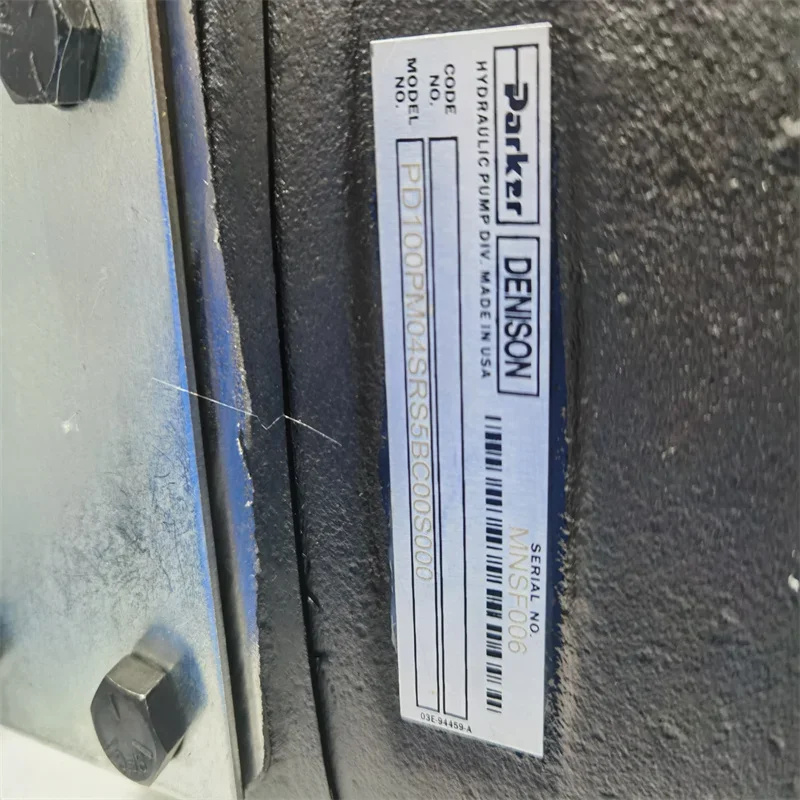 Parker DENISON
HYDRAULIC PUMP DIV. MADE IN USA
SERIAL NO.
MNSF006
CODE NO.
MODEL NO.
PD100PM04SRS5BC00S000
03E-94459-A